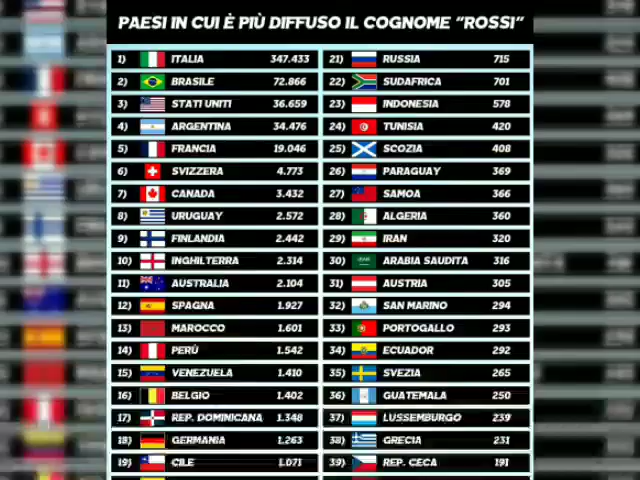 PAESI IN CUI È PIÙ DIFFUSO IL COGNOME "ROSSI"
1) ITALIA 347.433
2) BRASILE 72.866
3) STATI UNITI 36.659
4) ARGENTINA 34.476
5) FRANCIA 19.046
6) SVIZZERA 4.773
7) CANADA 3.432
8) URUGUAY 2.572
9) FINLANDIA 2.442
10) INGHILTERRA 2.314
11) AUSTRALIA 2.104
12) SPAGNA 1.927
13) MAROCCO 1.601
14) PERÙ 1.542
15) VENEZUELA 1.410
16) BELGIO 1.402
17) REP. DOMINICANA 1.348
18) GERMANIA 1.263
19) CILE 1.071
21) RUSSIA 715
22) SUDAFRICA 701
23) INDONESIA 578
24) TUNISIA 420
25) SCOZIA 408
26) PARAGUAY 369
27) SAMOA 366
28) ALGERIA 360
29) IRAN 320
30) ARABIA SAUDITA 316
31) AUSTRIA 305
32) SAN MARINO 294
33) PORTOGALLO 293
34) ECUADOR 292
35) SVEZIA 265
36) GUATEMALA 250
37) LUSSEMBURGO 239
38) GRECIA 231
39) REP. CECA 191